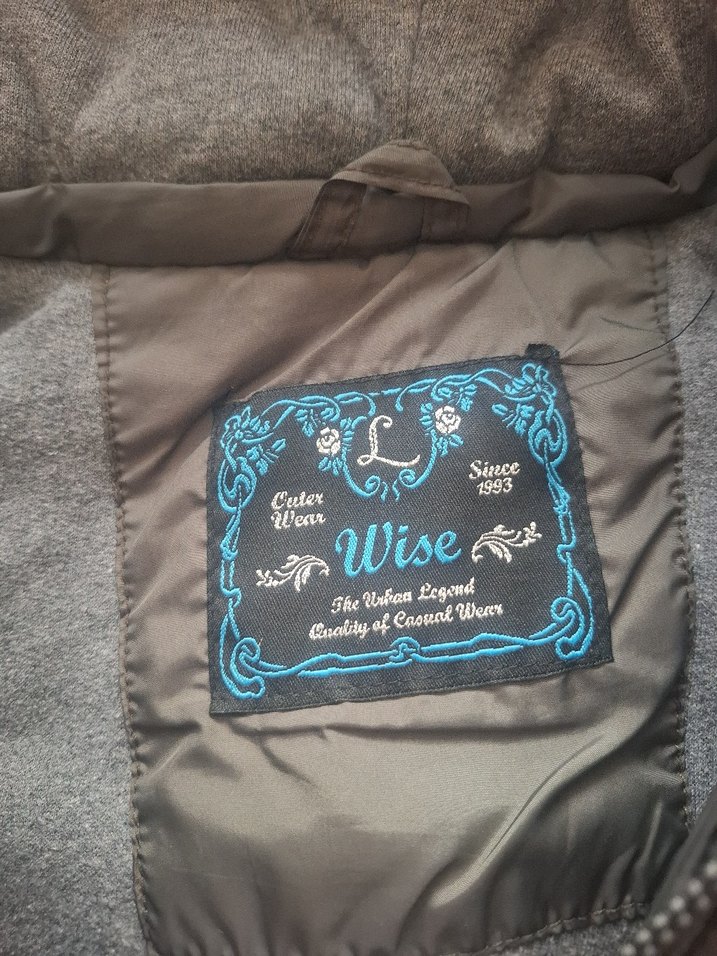 L
Outer
Wear
Since
1993
Wise
The Urban Legend
Quality of Casual Wear